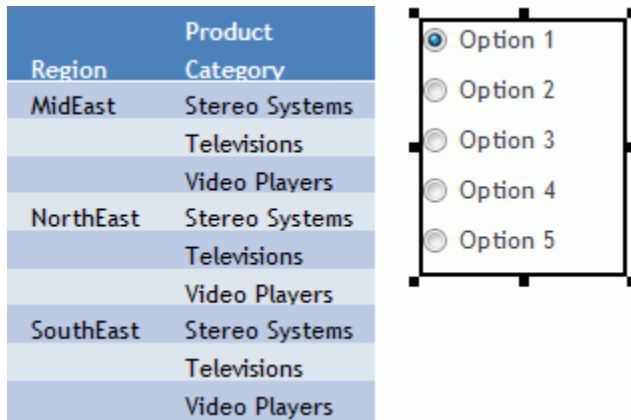 Product
Region Category
MidEast Stereo Systems
Televisions
Video Players
NorthEast Stereo Systems
Televisions
Video Players
SouthEast Stereo Systems
Televisions
Video Players
Option 1
Option 2
Option 3
Option 4
Option 5